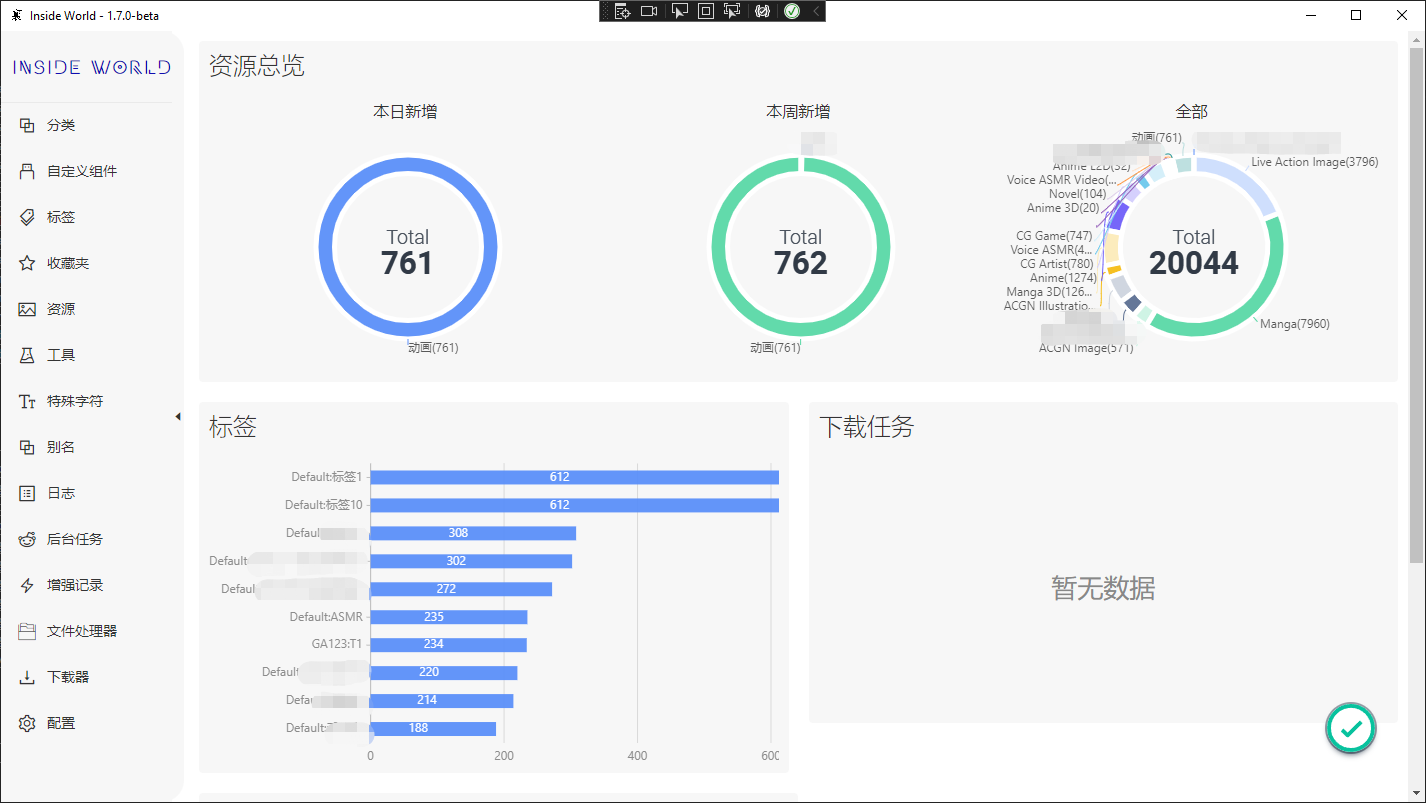 Inside World - 1.7.0-beta
INSIDE WORLD
分类
自定义组件
标签
收藏夹
资源
工具
特殊字符
别名
日志
后台任务
增强记录
文件处理器
下载器
配置
资源总览
本日新增
Total
761
动画(761)
本周新增
Total
762
动画(761)
全部
动画(761)
Live Action Image(3796)
Anime L2D(32)
Voice ASMR Video(...
Novel(104)
Anime 3D(20)
CG Game(747)
Voice ASMR(4...
CG Artist(780)
Anime(1274)
Manga 3D(126...
ACGN Illustratio...
ACGN Image(571)
Manga(7960)
Total
20044
标签
Default:标签1
612
Default:标签10
612
Defaul
308
Default:
302
Defaul
272
Default:ASMR
235
GA123:T1
234
Default
220
Defau
214
Default:
188
0
200
400
600
下载任务
暂无数据